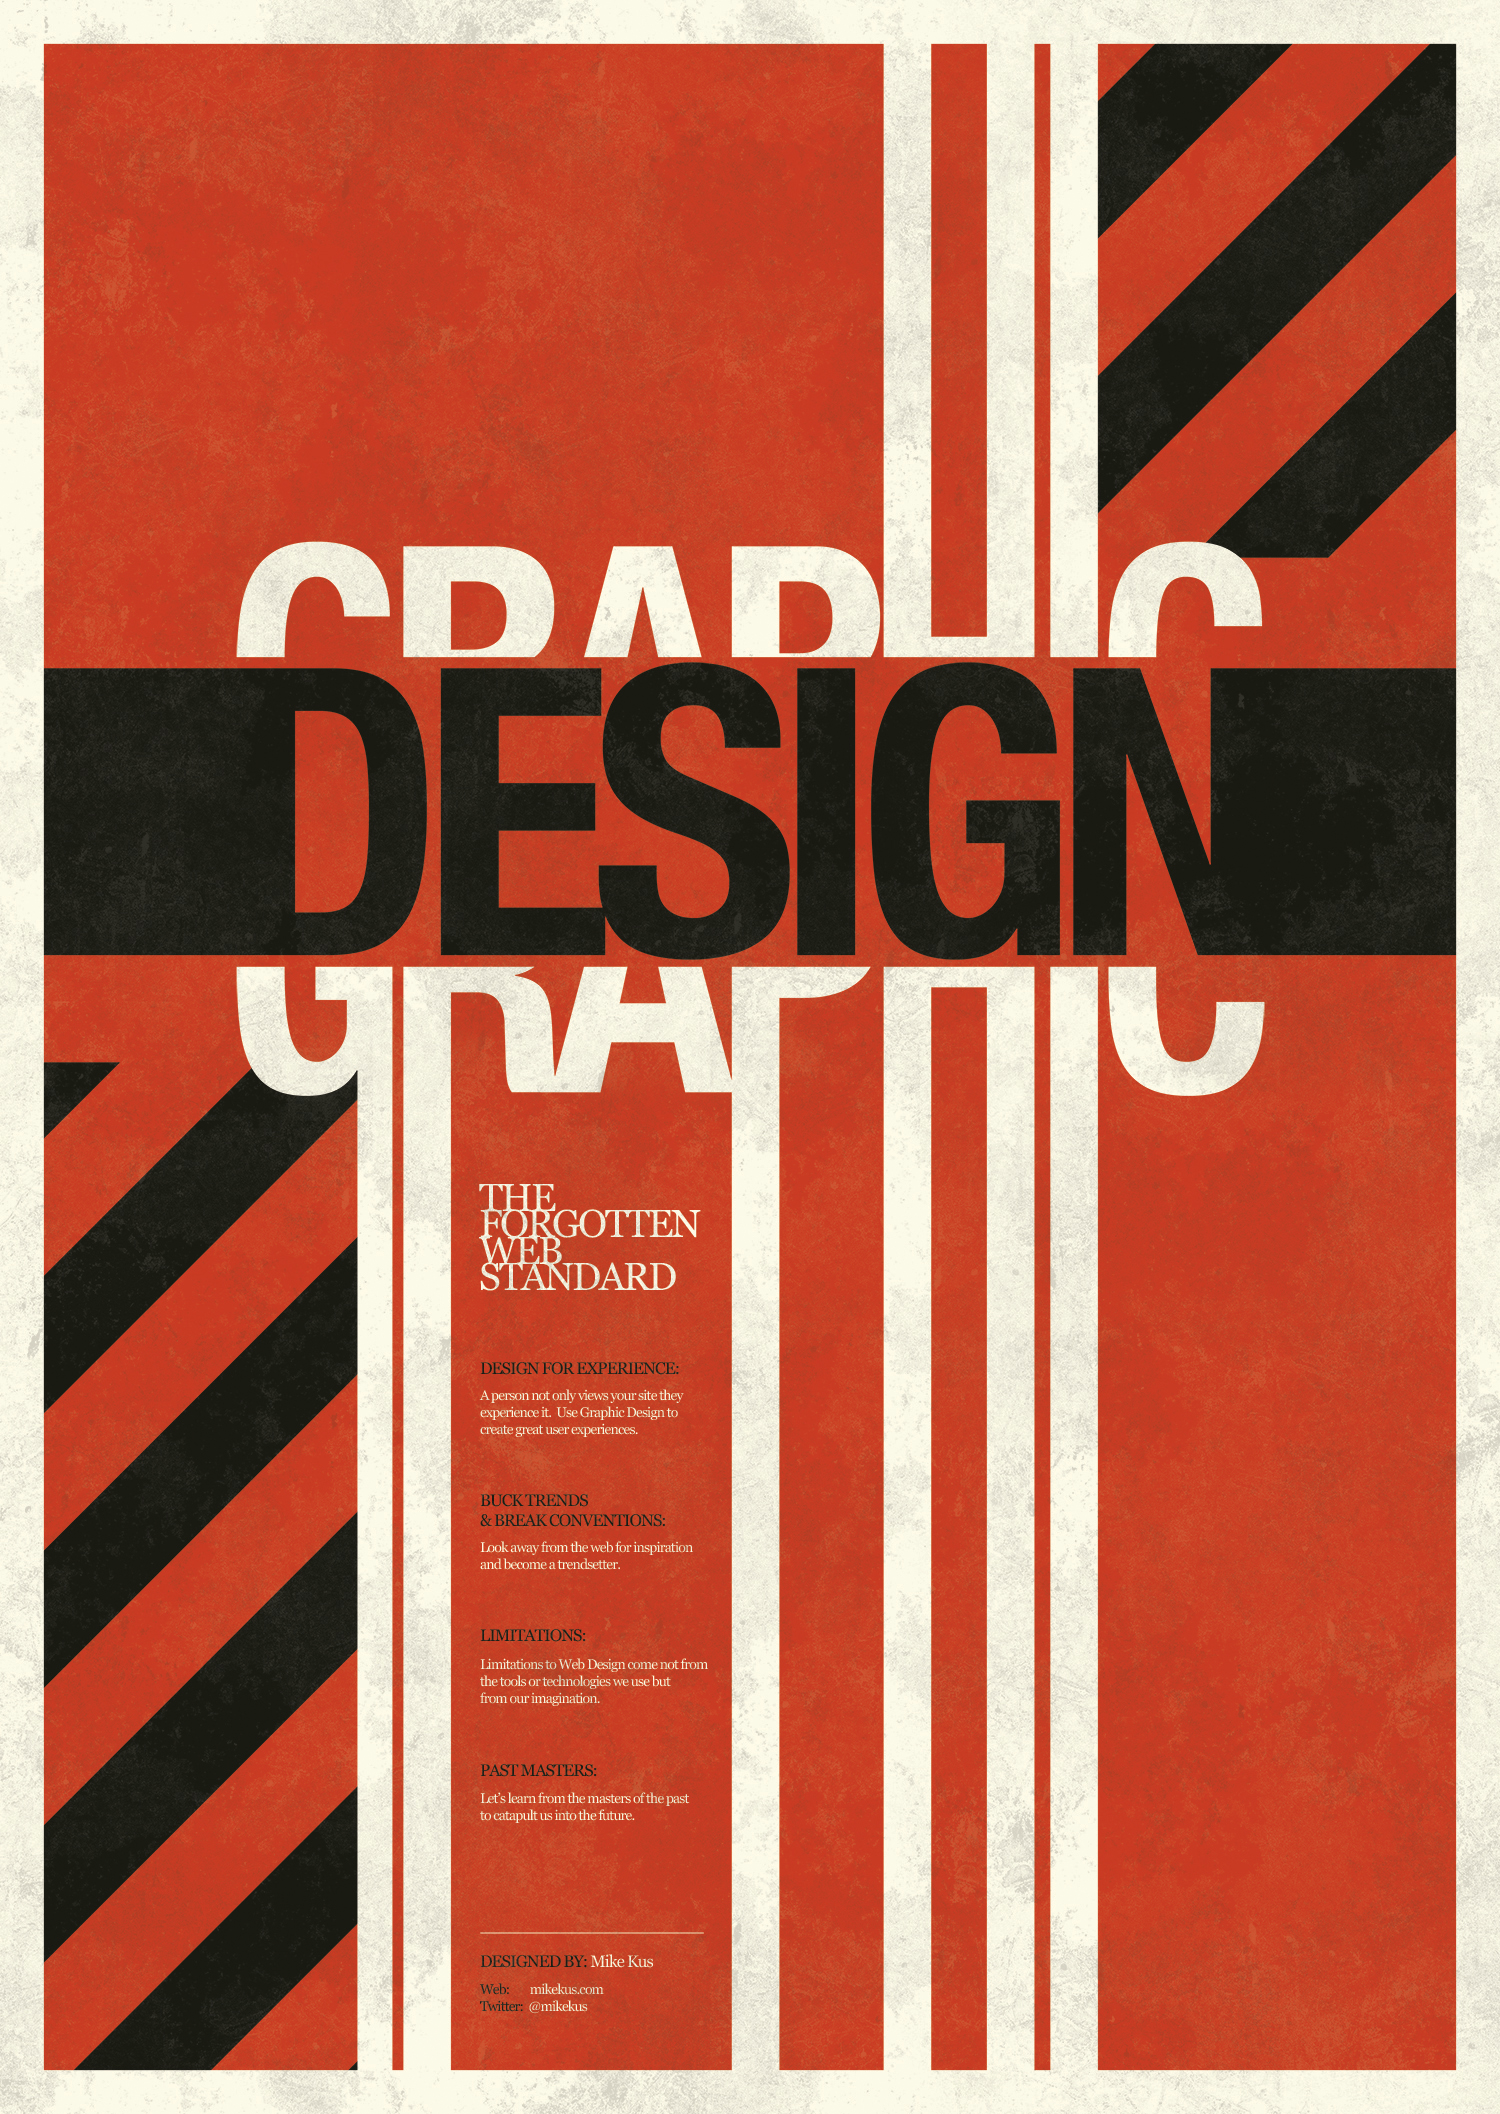 GRAPHIC
DESIGN
THE
FORGOTTEN
WEB
STANDARD
DESIGN FOR EXPERIENCE:
A person not only views your site they
experience it.  Use Graphic Design to
create great user experiences.
BUCK TRENDS
& BREAK CONVENTIONS:
Look away from the web for inspiration
and become a trendsetter.
LIMITATIONS:
Limitations to Web Design come not from
the tools or technologies we use but
from our imagination.
PAST MASTERS:
Let's learn from the masters of the past
to catapult us into the future.
DESIGNED BY: Mike Kus
Web: mikekus.com
Twitter: @mikekus